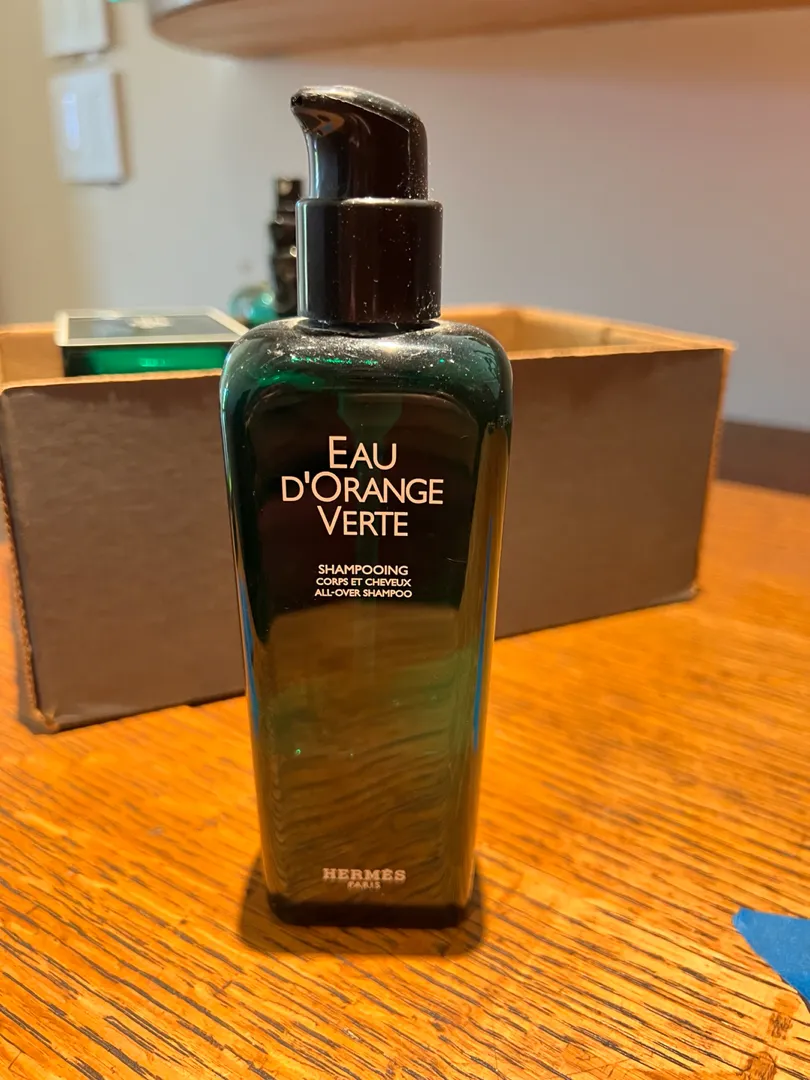 EAU
D'ORANGE
VERTE
SHAMPOOING
CORPS ET CHEVEUX
ALL-OVER SHAMPOO
HERMÈS
PARIS